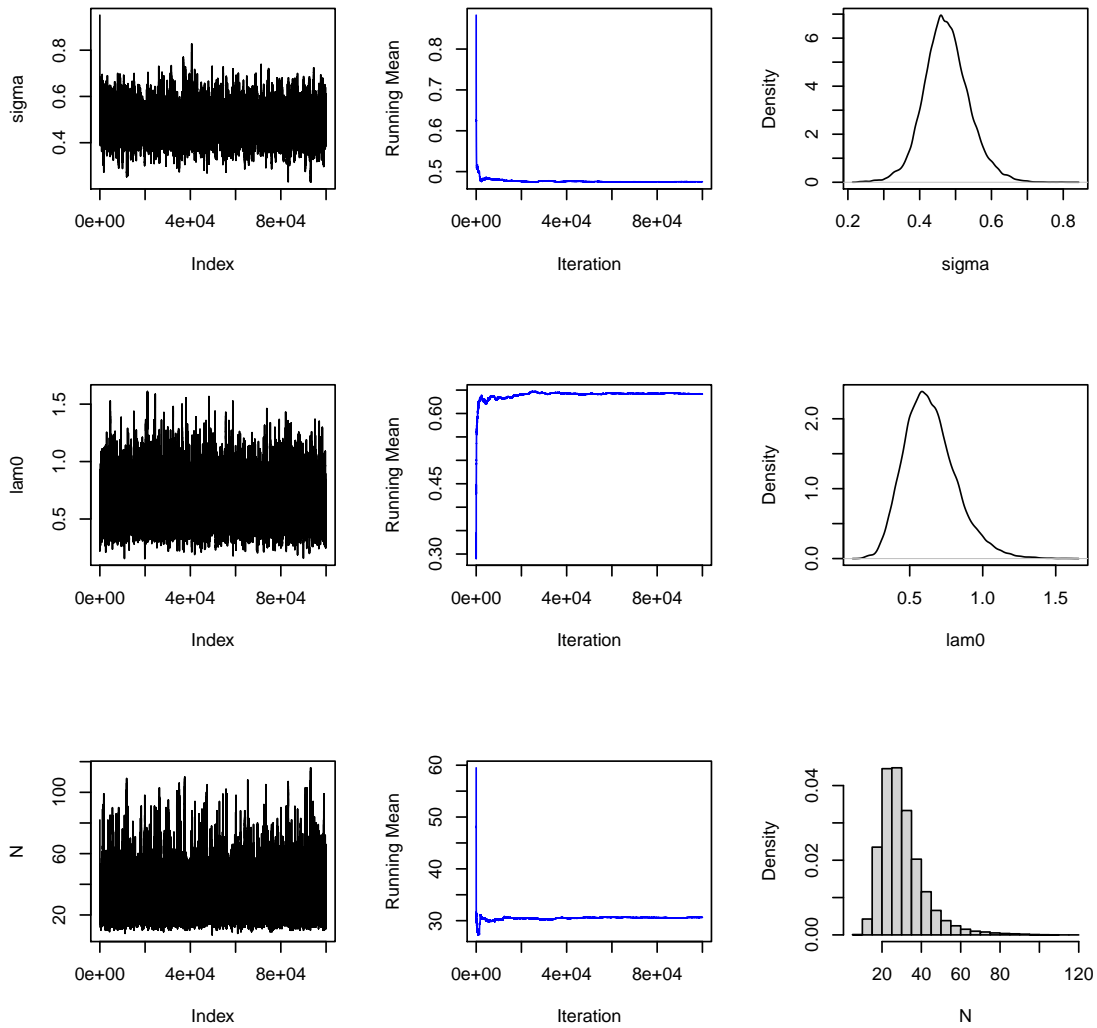 sigma
0.4 0.6 0.8
0e+00 4e+04 8e+04
Index
Running Mean
0.5 0.6 0.7 0.8
0e+00 4e+04 8e+04
Iteration
Density
0 2 4 6
0.2 0.4 0.6 0.8
sigma
lam0
0.5 1.0 1.5
0e+00 4e+04 8e+04
Index
Running Mean
0.30 0.45 0.60
0e+00 4e+04 8e+04
Iteration
Density
0.0 1.0 2.0
0.5 1.0 1.5
lam0
N
20 60 100
0e+00 4e+04 8e+04
Index
Running Mean
30 40 50 60
0e+00 4e+04 8e+04
Iteration
Density
0.00 0.02 0.04
20 40 60 80 120
N